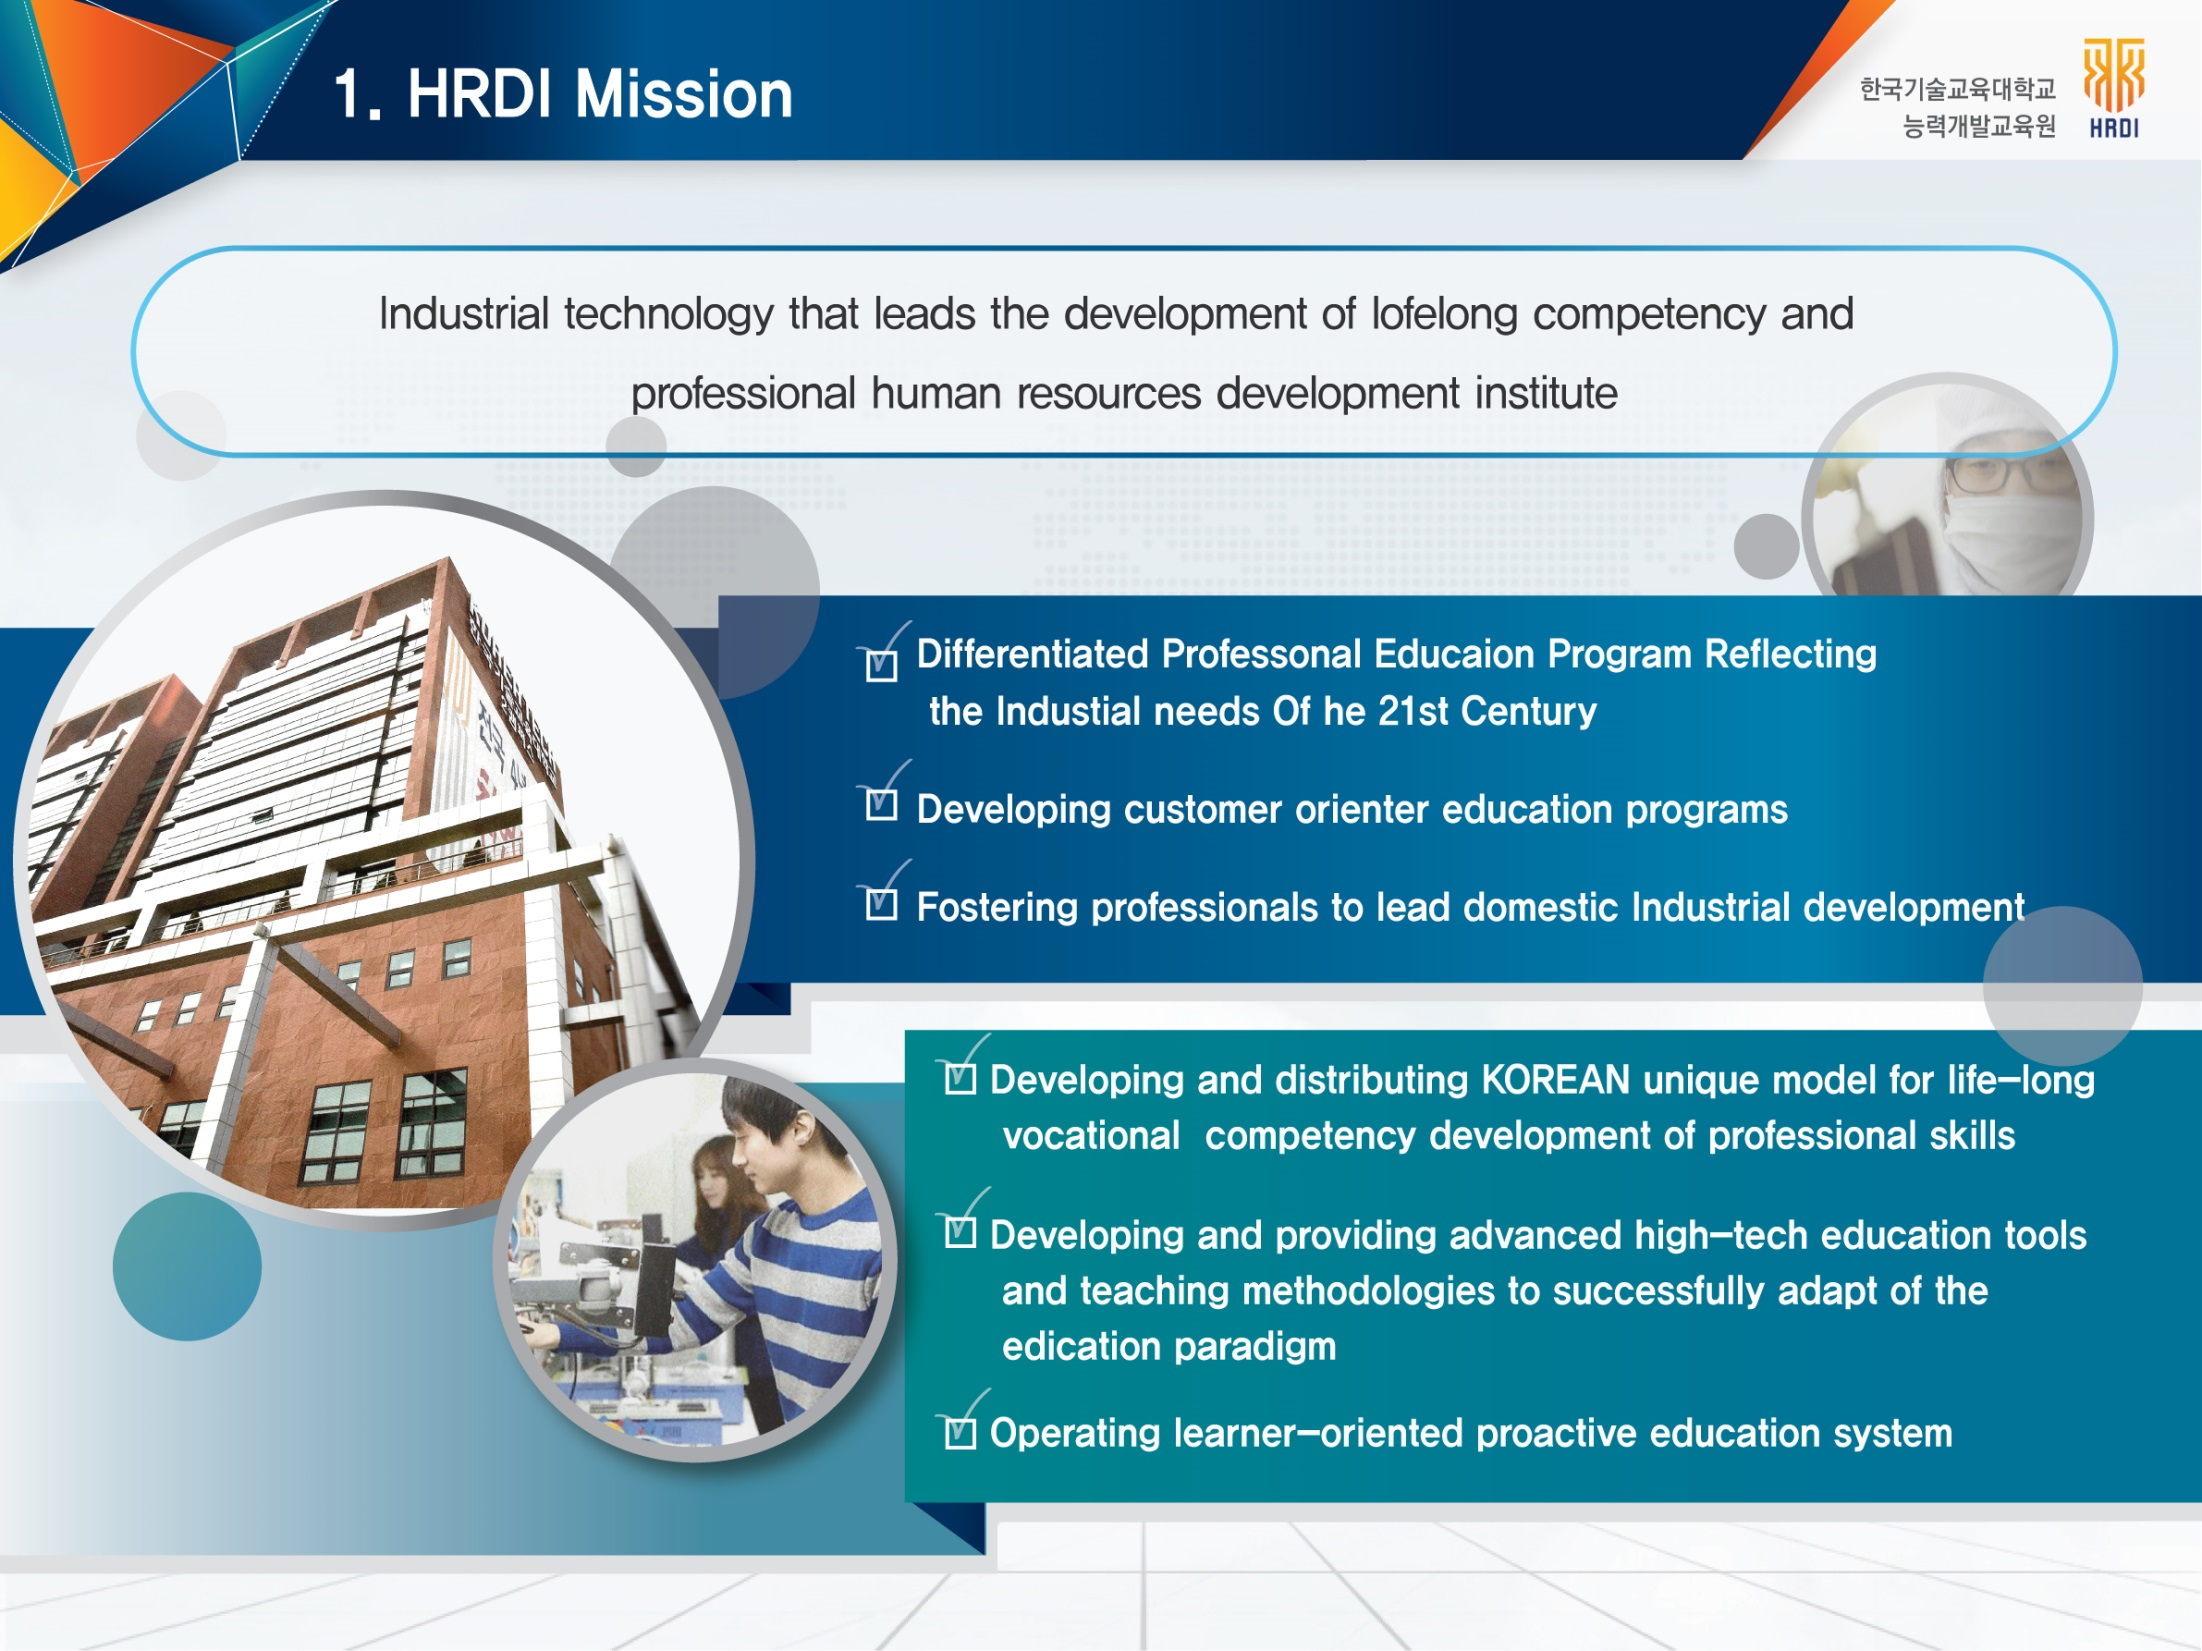 1. HRDI Mission
한국기술교육대학교
능력개발교육원
HRDI
Industrial technology that leads the development of lofelong competency and
professional human resources development institute
전국
Differentiated Professonal Educaion Program Reflecting
the Industial needs Of he 21st Century
Developing customer orienter education programs
Fostering professionals to lead domestic Industrial development
Developing and distributing KOREAN unique model for life–long
vocational competency development of professional skills
Developing and providing advanced high–tech education tools
and teaching methodologies to successfully adapt of the
edication paradigm
Operating learner–oriented proactive education system